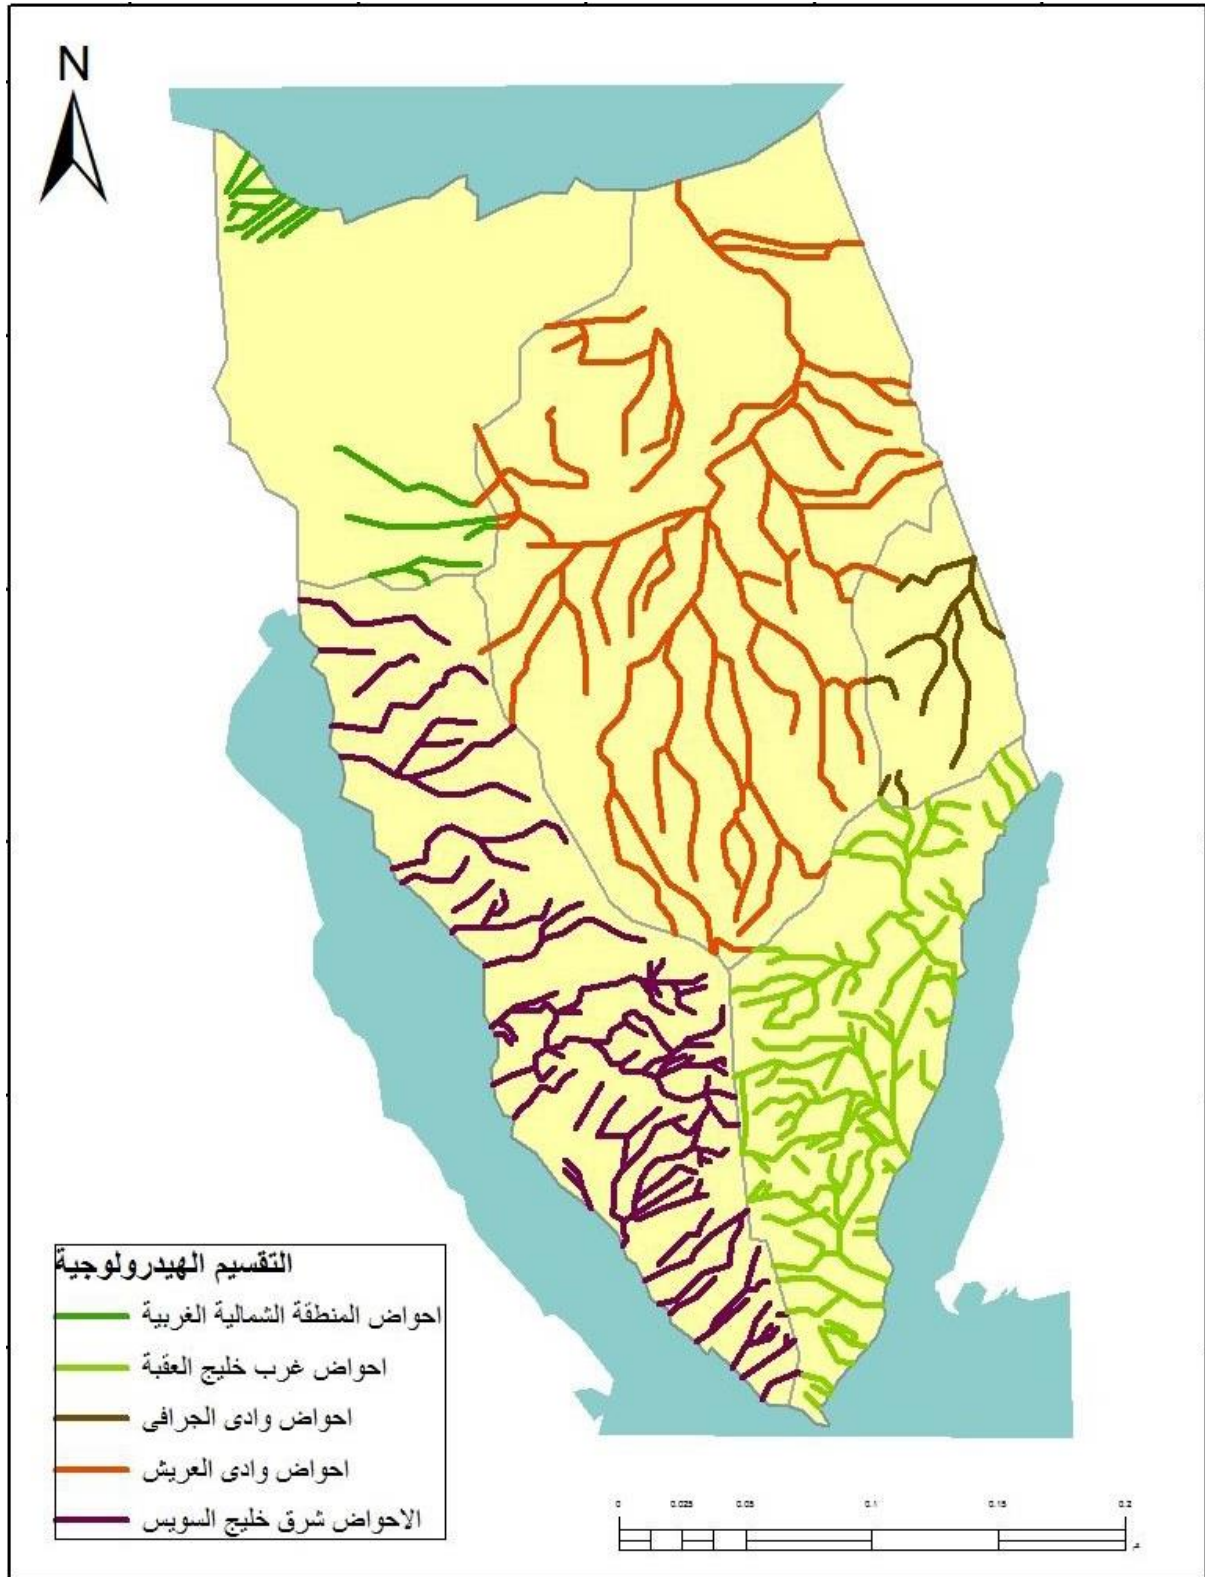 N
التقسيم الهيدرولوجية
احواض المنطقة الشمالية الغربية
احواض غرب خليج العقبة
احواض وادى الجرافى
احواض وادى العريش
الاحواض شرق خليج السويس
0 0.025 0.05 0.1 0.15 0.2